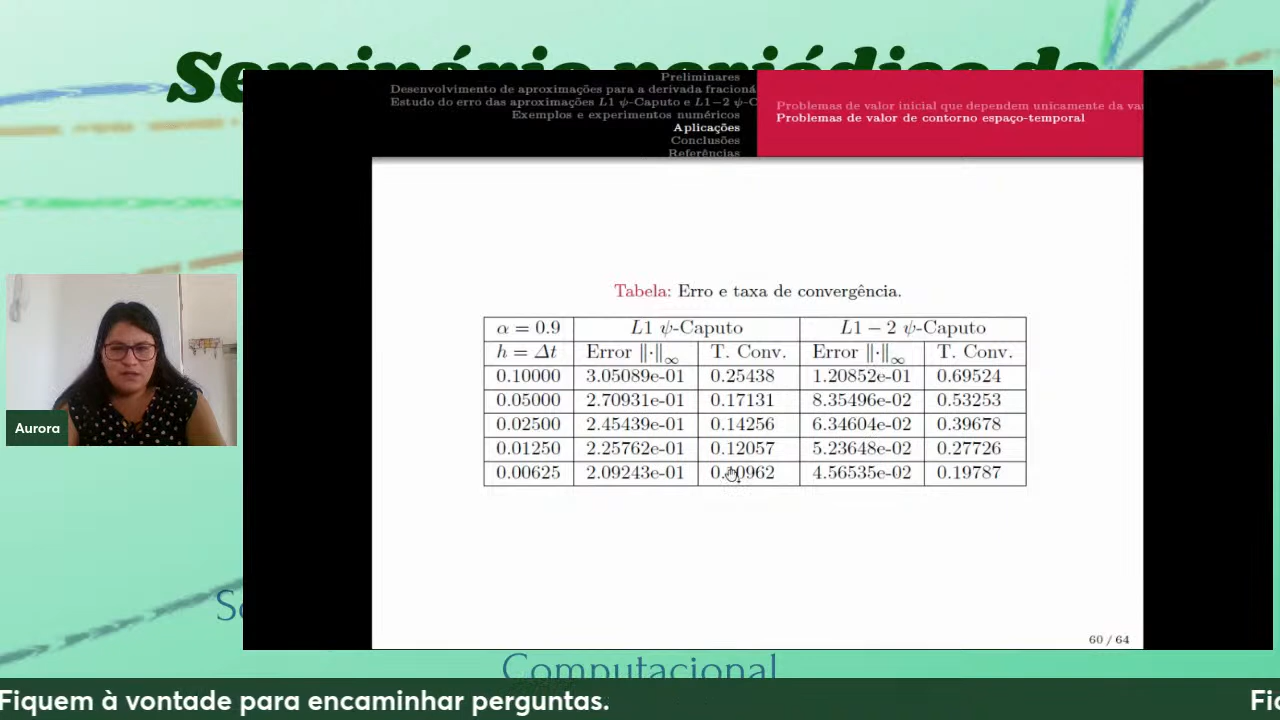 Seminário periódico de
Preliminares
Desenvolvimento de aproximações para a derivada
Estudo do erro das aproximações L1 ψ-Caputo e L1−2
Exemplos e experimentos numéricos
Aplicações
Conclusões
Referências
Problemas de valor inicial que dependem unicamente da
Problemas de valor de contorno espaço-temporal
Tabela: Erro e taxa de convergência.
α = 0.9 L1 ψ-Caputo L1 − 2 ψ-Caputo
h = Δt Error ‖·‖∞ T. Conv. Error ‖·‖∞ T. Conv.
0.10000 3.05089e-01 0.25438 1.20852e-01 0.69524
0.05000 2.70931e-01 0.17131 8.35496e-02 0.53253
0.02500 2.45439e-01 0.14256 6.34604e-02 0.39678
0.01250 2.25762e-01 0.12057 5.23648e-02 0.27726
0.00625 2.09243e-01 4.56535e-02 0.19787
60 / 64
Aurora
Computacional
Fiquem à vontade para encaminhar perguntas.